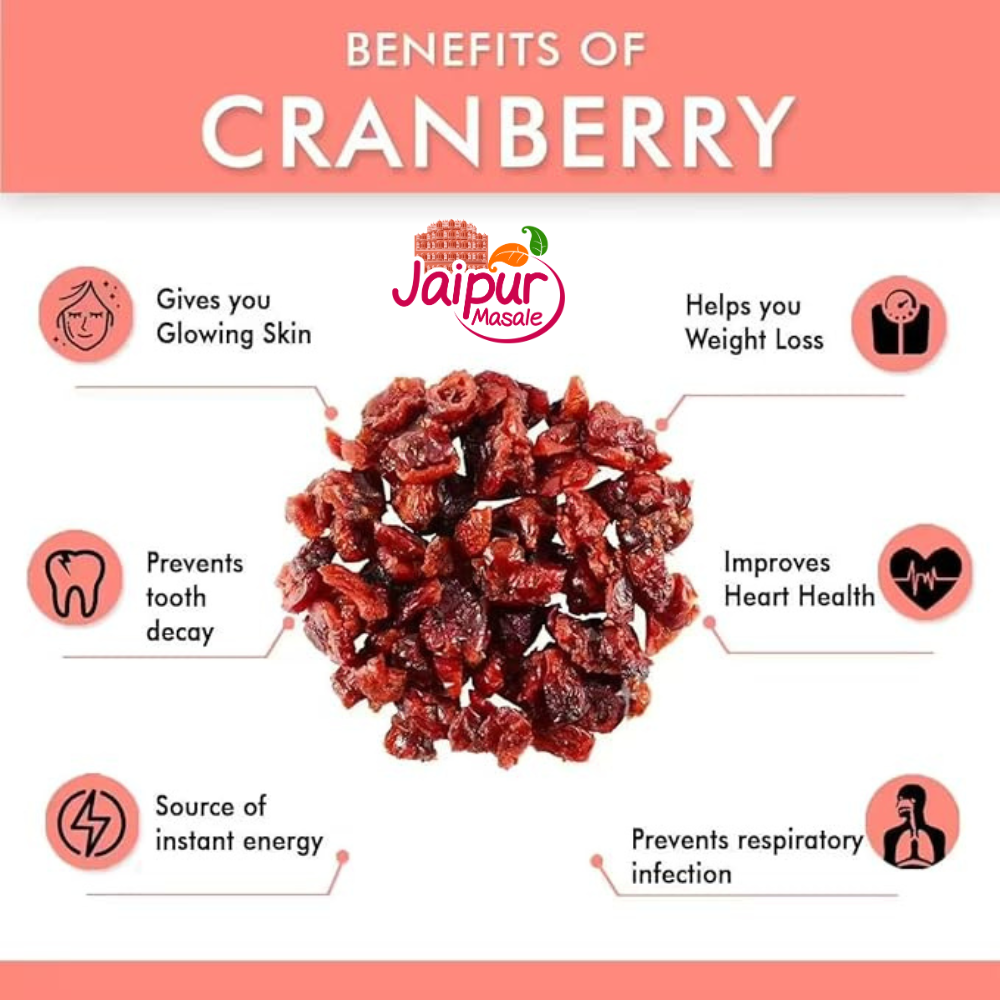 BENEFITS OF
CRANBERRY
Jaipur
Masale
Gives you
Glowing Skin
Helps you
Weight Loss
Prevents
tooth
decay
Improves
Heart Health
Source of
instant energy
Prevents respiratory
infection